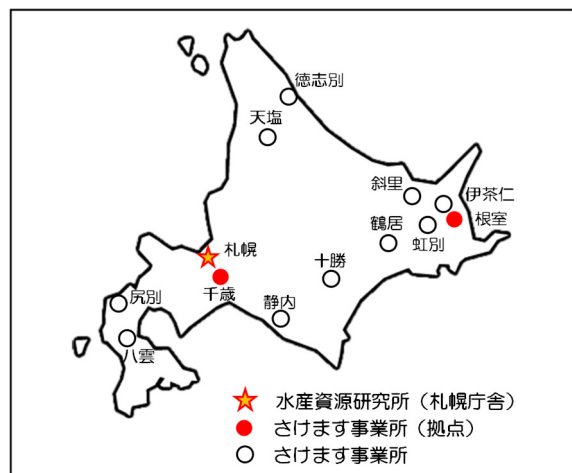 徳志別
天塩
斜里
伊茶仁
根室
虹別
鶴居
十勝
札幌
千歳
静内
尻別
八雲
水産資源研究所（札幌庁舎）
さけます事業所（拠点）
さけます事業所